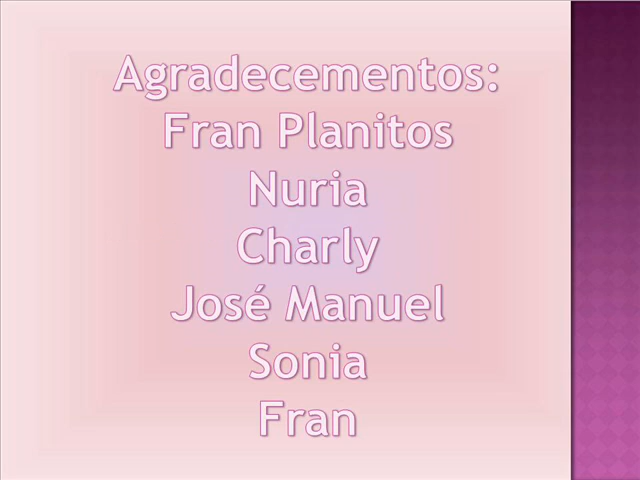 Agradecementos:
Fran Planitos
Nuria
Charly
José Manuel
Sonia
Fran